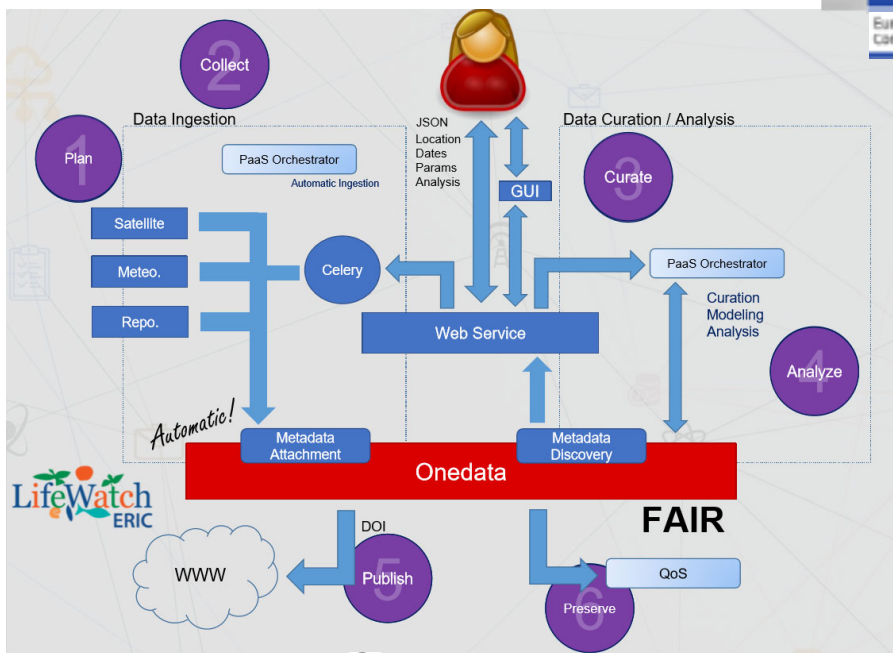 2
Collect
1
Plan
Data Ingestion
PaaS Orchestrator
Automatic Ingestion
JSON
Location
Dates
Params
Analysis
GUI
Data Curation / Analysis
3
Curate
Satellite
Meteo.
Repo.
Celery
Web Service
PaaS Orchestrator
Curation
Modeling
Analysis
4
Analyze
Automatic!
Metadata
Attachment
Metadata
Discovery
Onedata
LifeWatch
ERIC
FAIR
DOI
WWW
5
Publish
QoS
6
Preserve